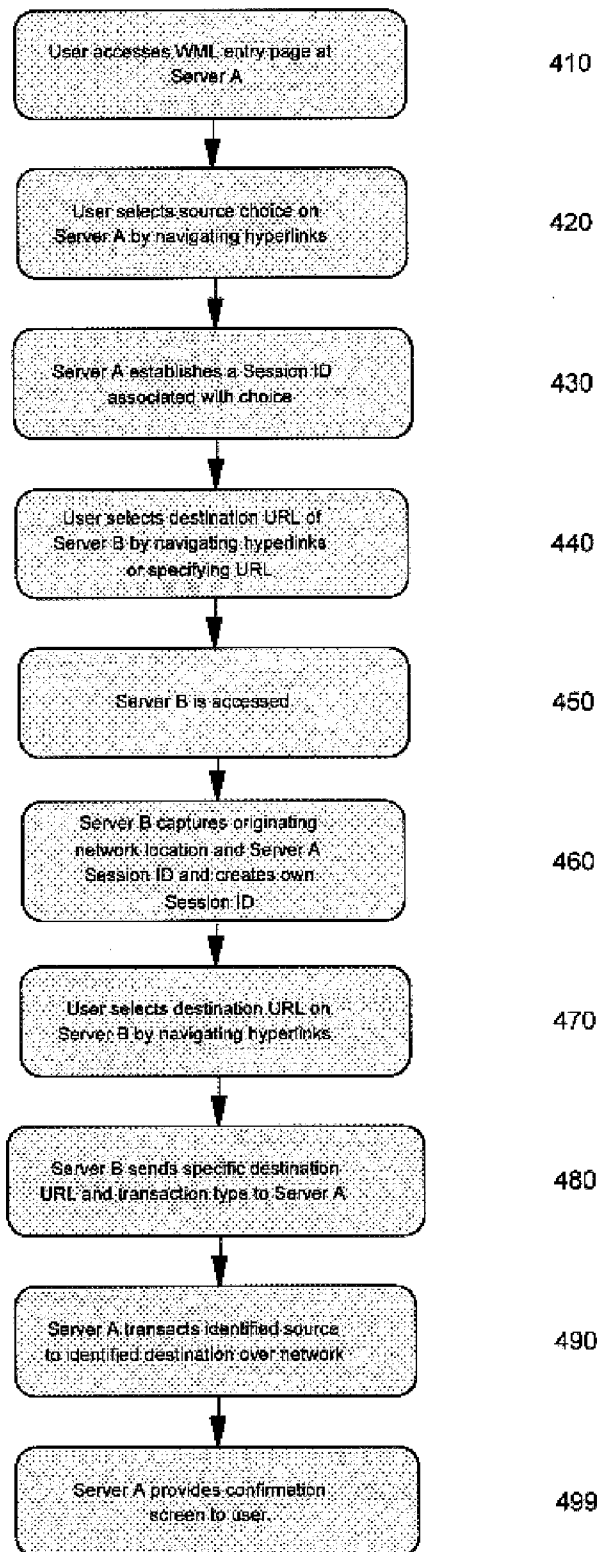 User accesses WML entry page at
Server A
410
User selects source choice on
Server A by navigating hyperlinks
420
Server A establishes a Session ID
associated with choice
430
User selects destination URL of
Server B by navigating hyperlinks
or specifying URL
440
Server B is accessed
450
Server B captures originating
network location and Server A
Session ID and creates own
Session ID
460
User selects destination URL on
Server B by navigating hyperlinks
470
Server B sends specific destination
URL and transaction type to Server A
480
Server A transacts identified source
to identified destination over network
490
Server A provides confirmation
screen to user.
499